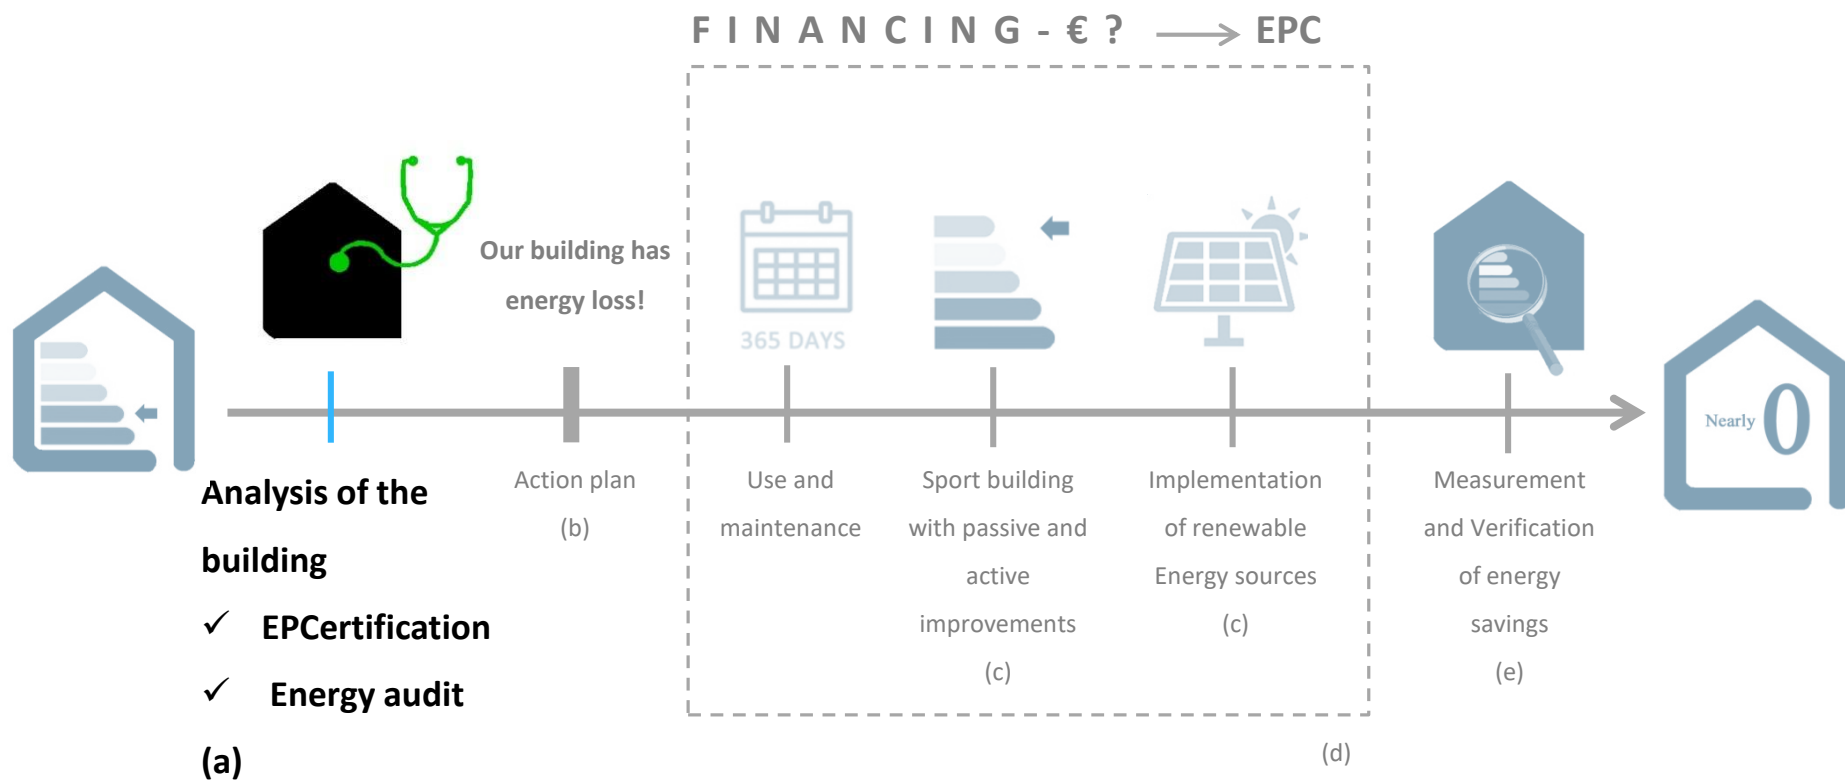 FINANCING-€? EPC
Our building has
energy loss!
365 DAYS
Nearly 0
Analysis of the
building
✓ EPCertification
✓ Energy audit
(a)
Action plan
(b)
Use and
maintenance
Sport building
with passive and
active
improvements
(c)
Implementation
of renewable
Energy sources
(c)
Measurement
and Verification
of energy
savings
(e)
(d)